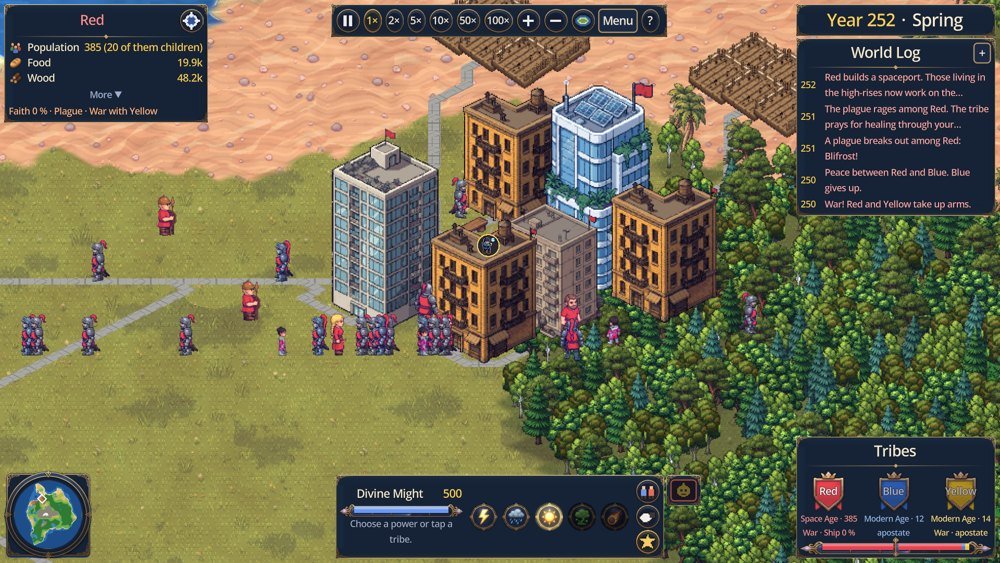 Red
Population 385 (20 of them children)
Food 19.9k
Wood 48.2k
More ▼
Faith 0 % · Plague · War with Yellow
1× 2× 5× 10× 50× 100× + − Menu ?
Year 252 · Spring
World Log +
252 Red builds a spaceport. Those living in
the high-rises now work on the...
251 The plague rages among Red. The tribe
prays for healing through your...
251 A plague breaks out among Red:
Blifrost!
250 Peace between Red and Blue. Blue
gives up.
250 War! Red and Yellow take up arms.
Divine Might 500
Choose a power or tap a
tribe.
Tribes
Red Blue Yellow
Space Age · 385 Modern Age · 12 Modern Age · 14
War · Ship 0 % apostate War · apostate